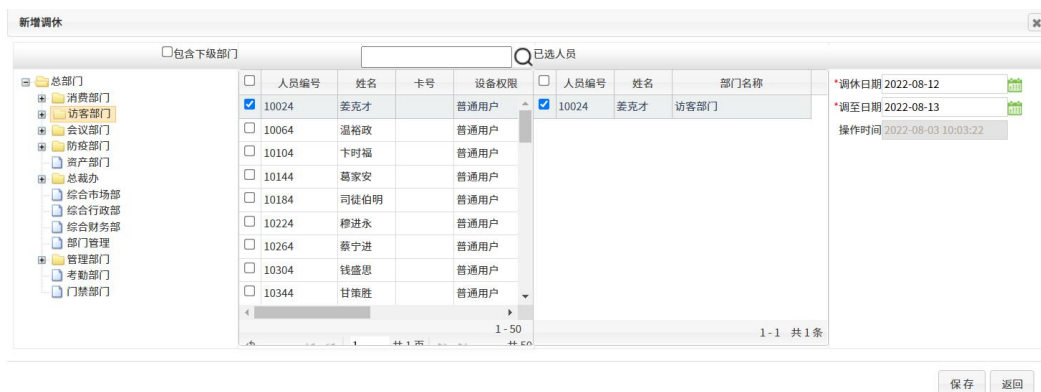 新增调休
包含下级部门
已选人员
总部门
消费部门
访客部门
会议部门
防疫部门
资产部门
总裁办
综合市场部
综合行政部
综合财务部
部门管理
管理部门
考勤部门
门禁部门
人员编号 姓名 卡号 设备权限
10024 姜克才 普通用户
10064 温裕政 普通用户
10104 卞时福 普通用户
10144 葛家安 普通用户
10184 司徒伯明 普通用户
10224 穆进永 普通用户
10264 蔡宁进 普通用户
10304 钱盛思 普通用户
10344 甘策胜 普通用户
1 - 50
1 共1页 共 50
人员编号 姓名 部门名称
10024 姜克才 访客部门
1 - 1 共 1 条
*调休日期 2022-08-12
*调至日期 2022-08-13
操作时间 2022-08-03 10:03:22
保存 返回